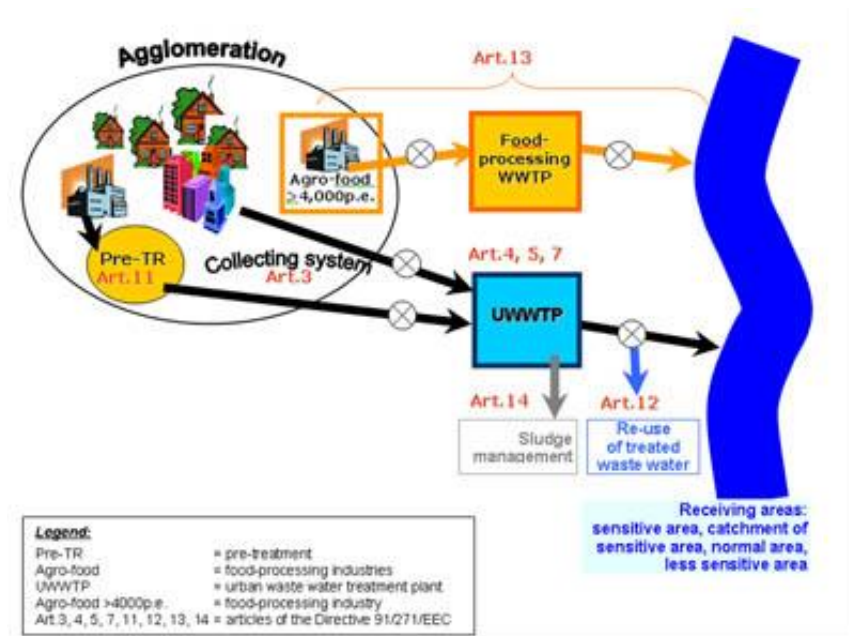 Agglomeration
Art.13
Agro-food
>4,000p.e.
Food-
processing
WWTP
Pre-TR
Art.11
Collecting system
Art.3
Art.4, 5, 7
UWWTP
Art.14
Art.12
Sludge
management
Re-use
of treated
waste water
Receiving areas:
sensitive area, catchment of
sensitive area, normal area,
less sensitive area
Legend:
Pre-TR = pre-treatment
Agro-food = food-processing industries
UWWTP = urban waste water treatment plant
Agro-food >4000p.e. = food-processing industry
Art.3, 4, 5, 7, 11, 12, 13, 14 = articles of the Directive 91/271/EEC